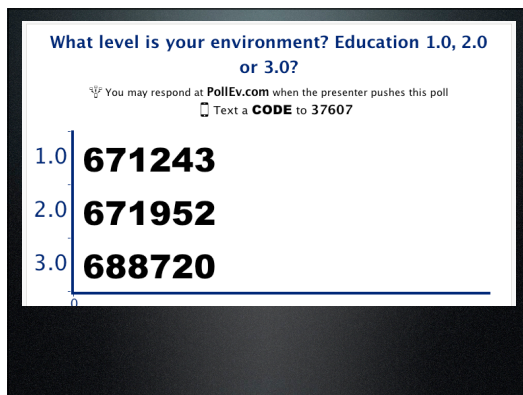 What level is your environment? Education 1.0, 2.0
or 3.0?
You may respond at PollEv.com when the presenter pushes this poll
Text a CODE to 37607
1.0 671243
2.0 671952
3.0 688720
0